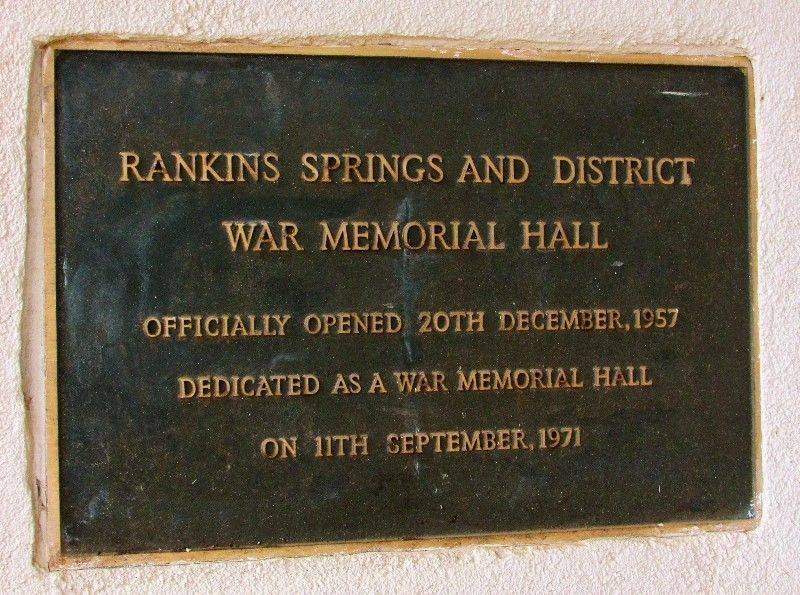 RANKINS SPRINGS AND DISTRICT
WAR MEMORIAL HALL
OFFICIALLY OPENED 20TH DECEMBER, 1957
DEDICATED AS A WAR MEMORIAL HALL
ON 11TH SEPTEMBER, 1971